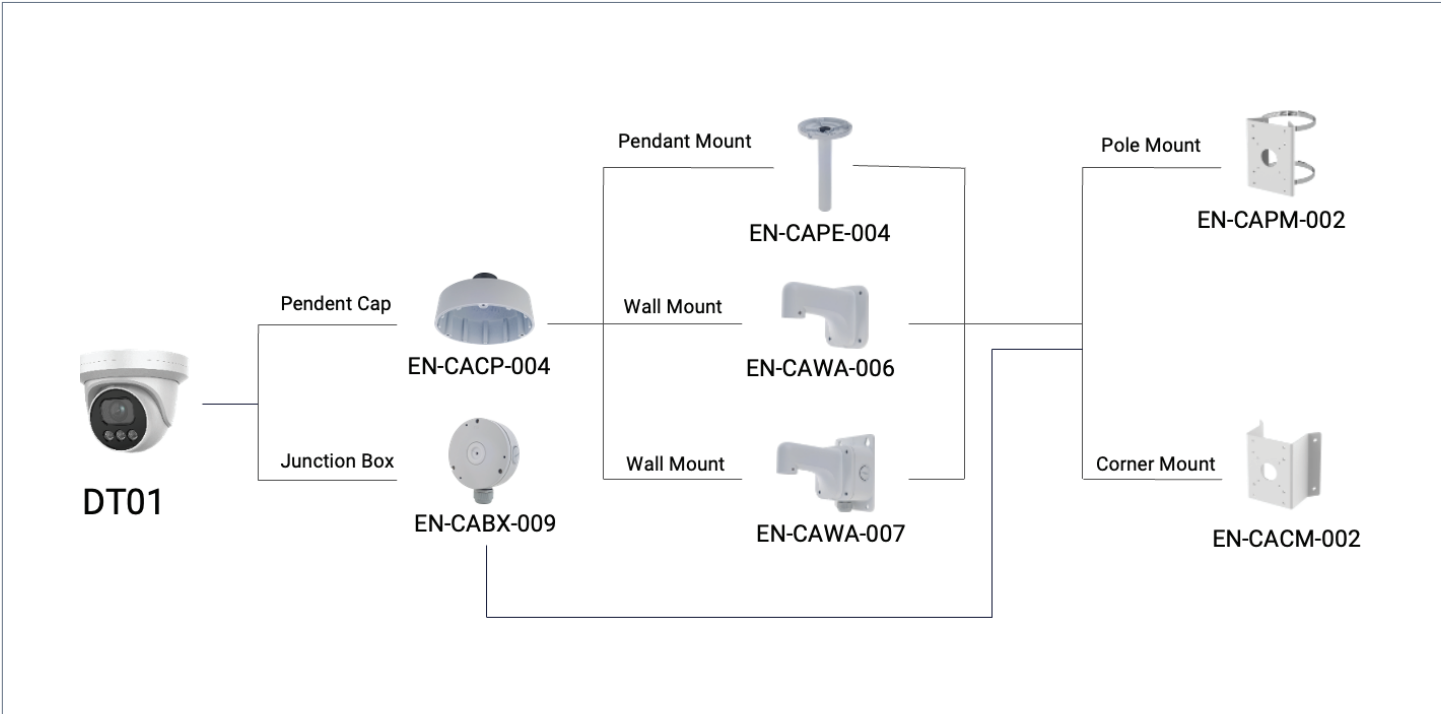 Pendant Mount
EN-CAPE-004
Pole Mount
EN-CAPM-002
Pendent Cap
EN-CACP-004
Wall Mount
EN-CAWA-006
DT01
Junction Box
EN-CABX-009
Wall Mount
EN-CAWA-007
Corner Mount
EN-CACM-002